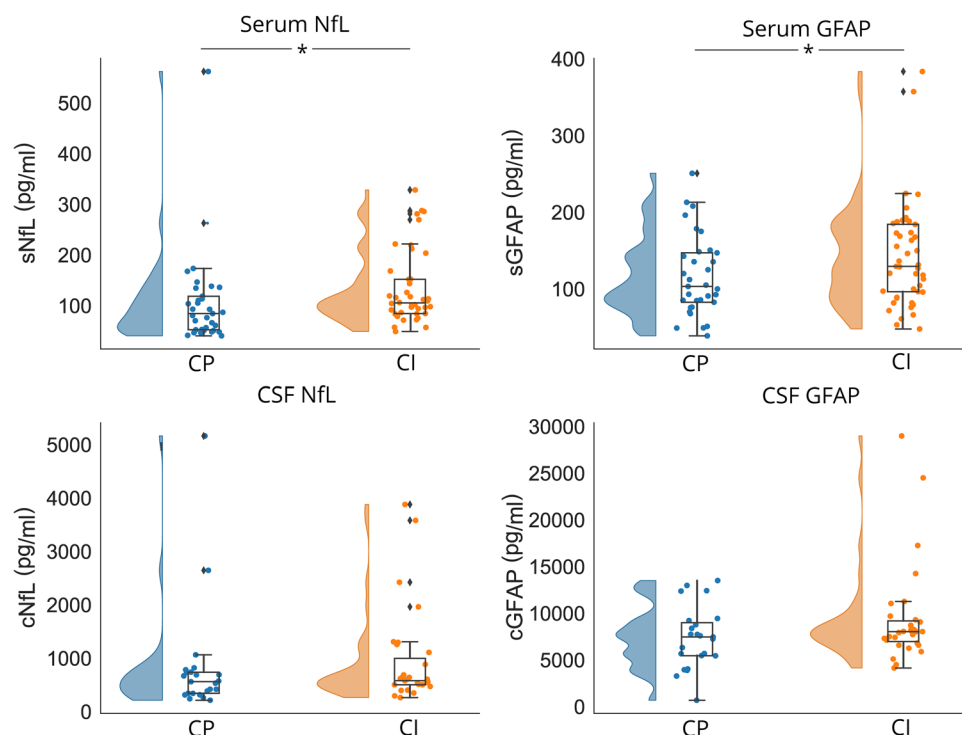 Serum NfL
*
sNfL (pg/ml)
500
400
300
200
100
CP
CI
Serum GFAP
*
sGFAP (pg/ml)
400
300
200
100
CP
CI
CSF NfL
cNfL (pg/ml)
5000
4000
3000
2000
1000
0
CP
CI
CSF GFAP
cGFAP (pg/ml)
30000
25000
20000
15000
10000
5000
0
CP
CI